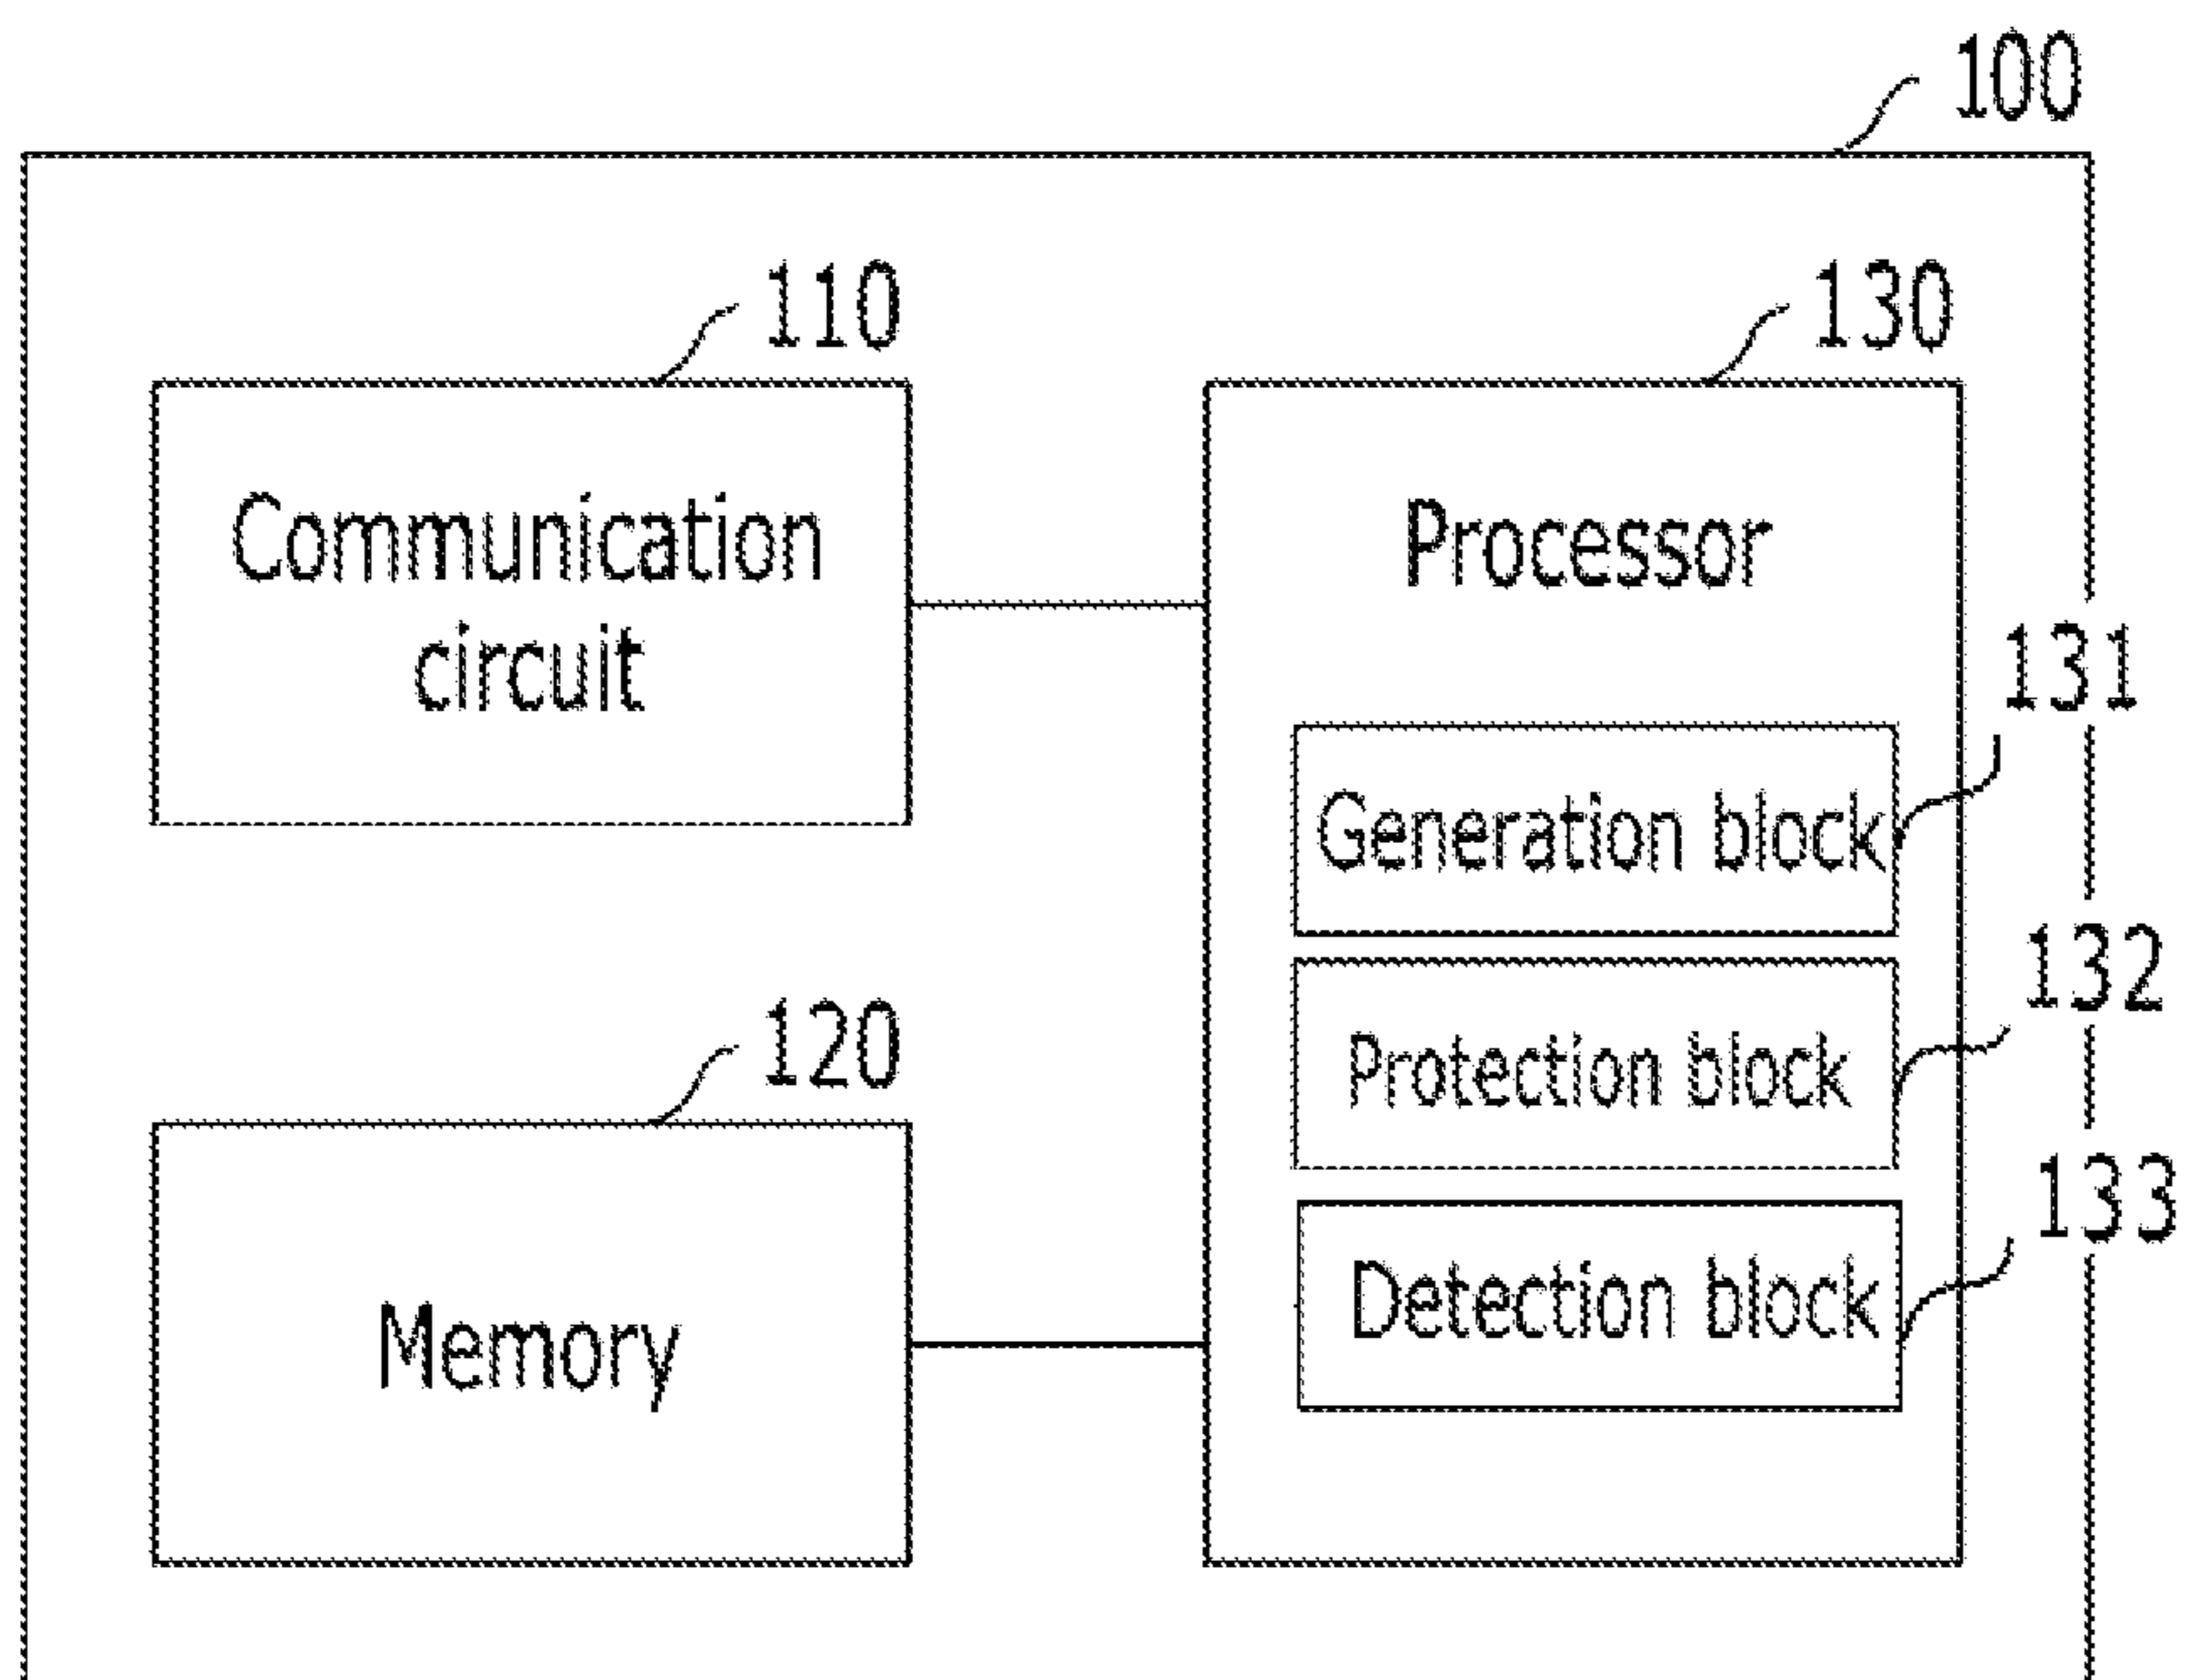 100
110
130
Communication
circuit
Processor
131
Generation block
132
Protection block
120
133
Memory
Detection block